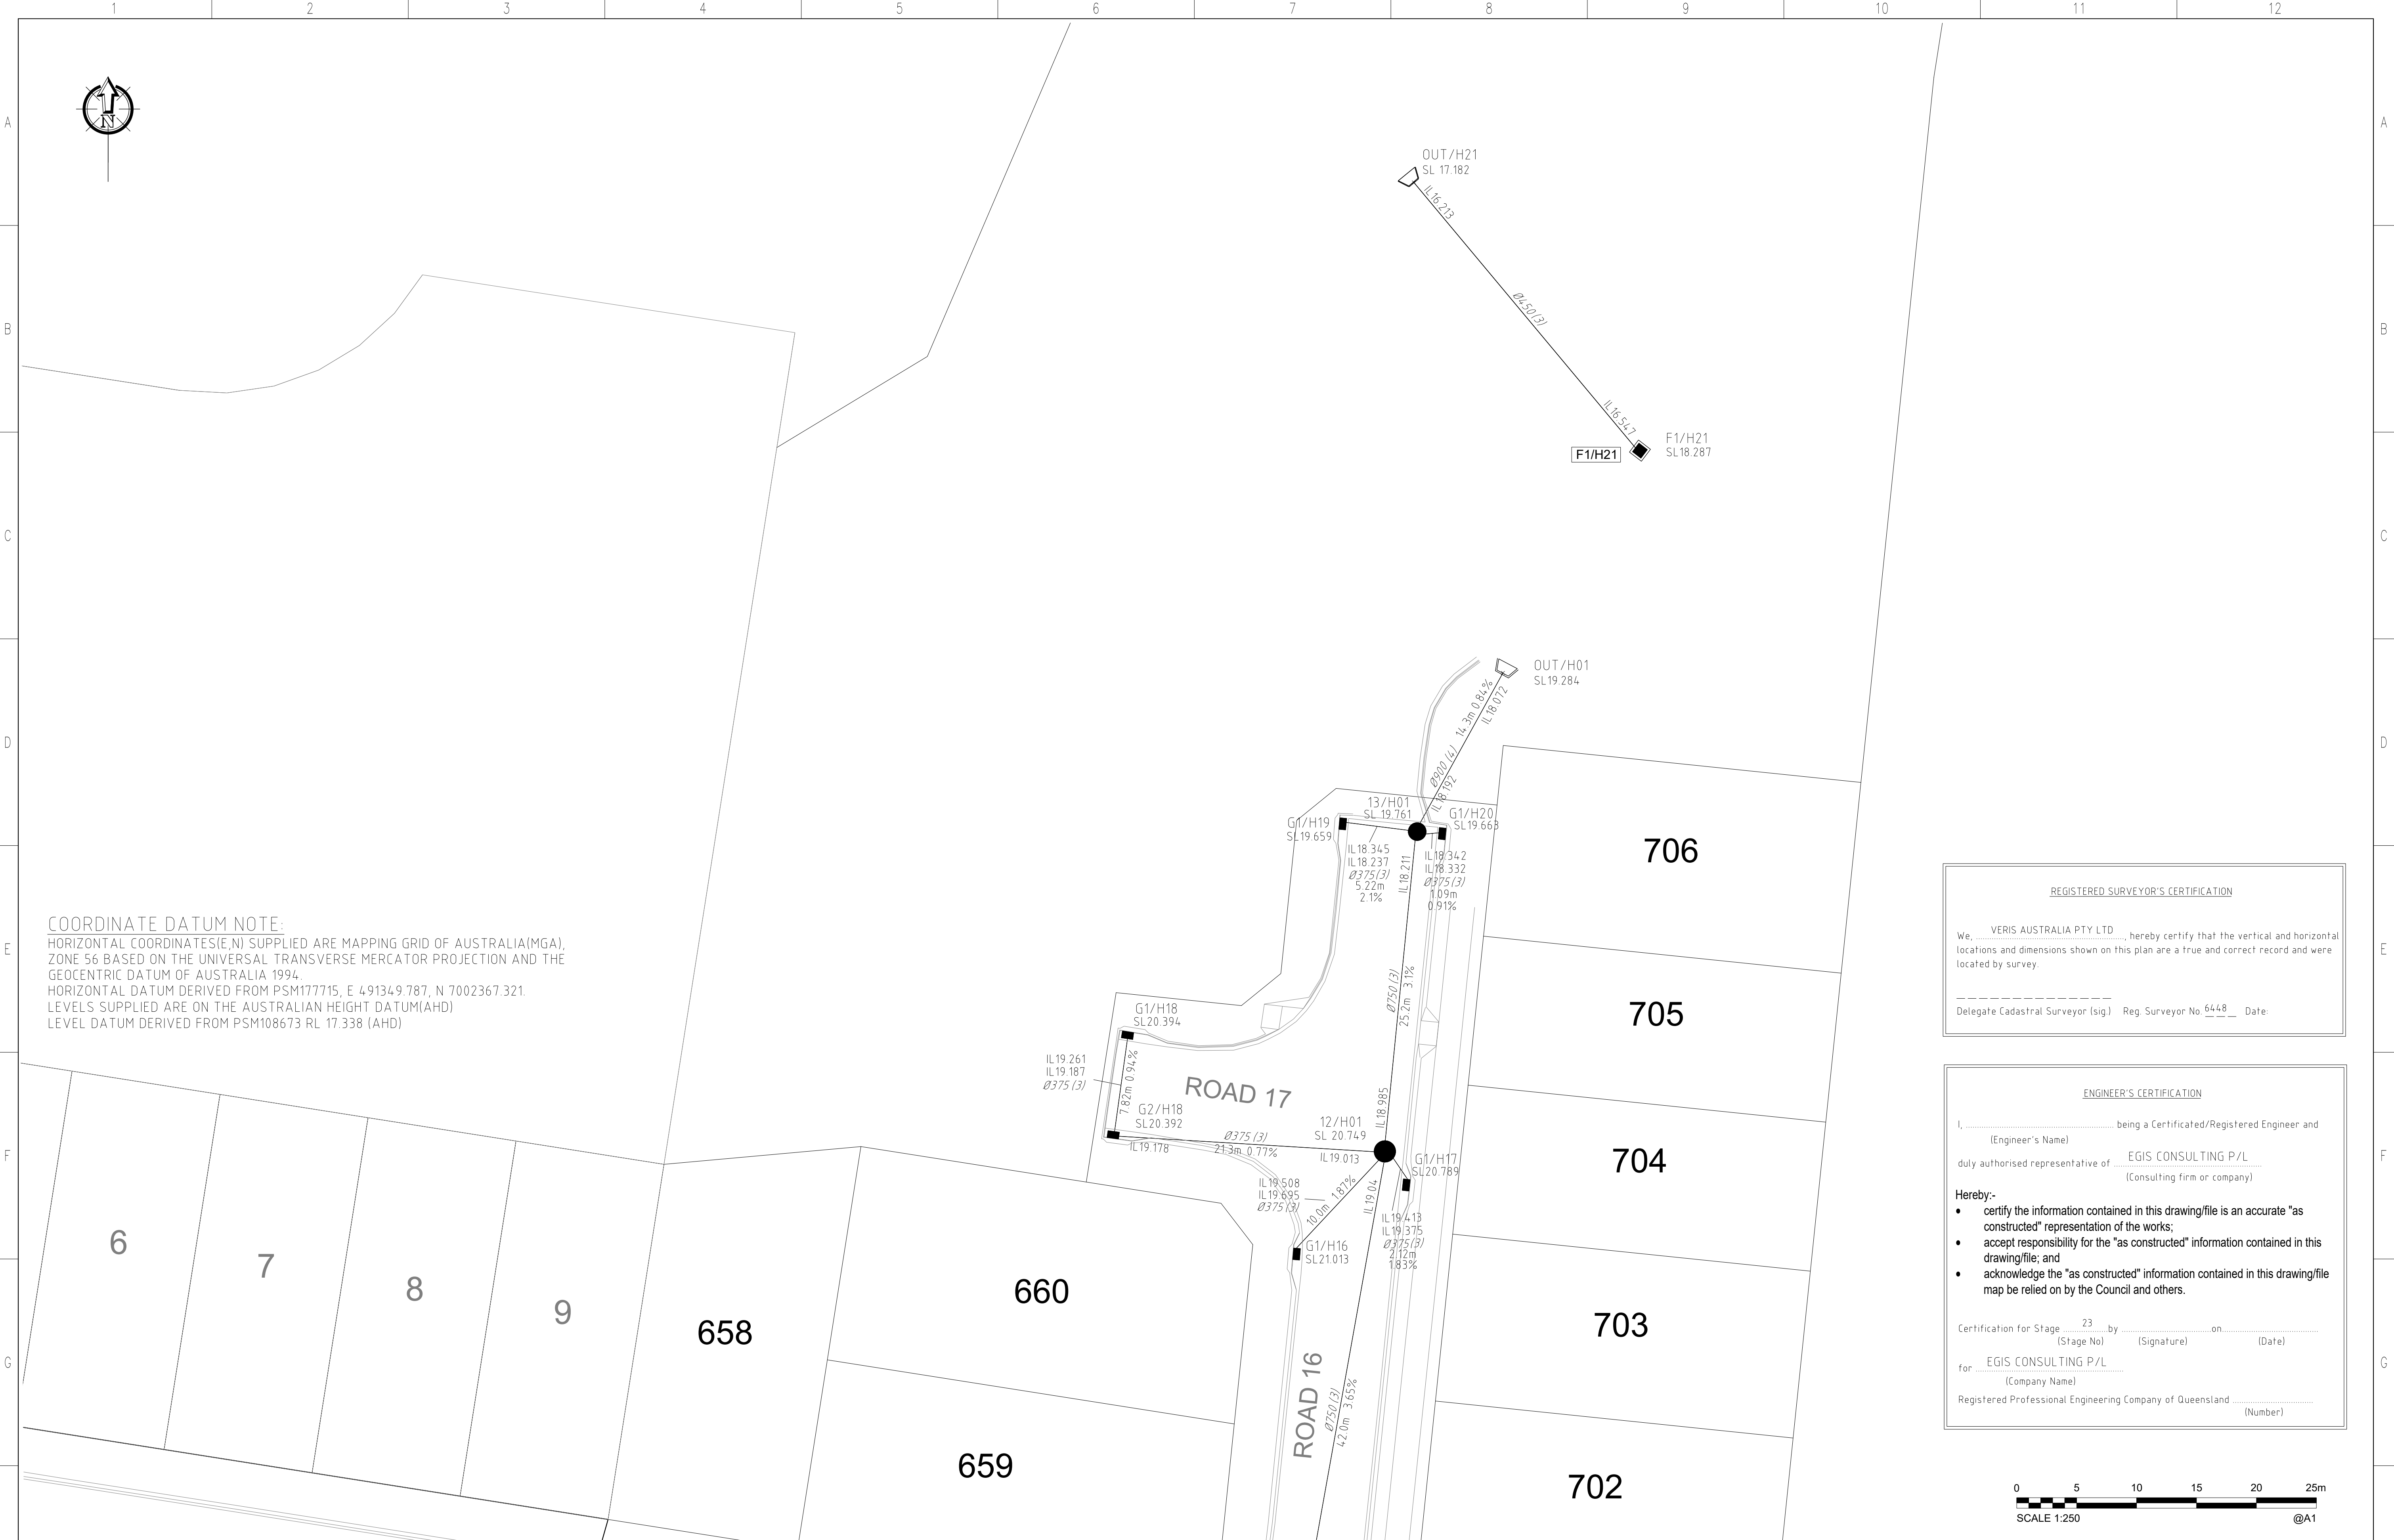 1 2 3 4 5 6 7 8 9 10 11 12
A
A
B
B
C
C
D
D
E
E
F
F
G
G
N
OUT/H21
SL 17.182
IL16.213
Ø450(3)
IL16.547
F1/H21
F1/H21
SL18.287
OUT/H01
SL19.284
14.3m 0.84%
IL18.072
Ø900 (4)
IL18.192
13/H01
SL 19.761
G1/H20
SL19.663
G1/H19
SL19.659
IL18.345
IL18.237
Ø375(3)
5.22m
2.1%
IL18.211
IL18.342
IL18.332
Ø375(3)
1.09m
0.91%
706
COORDINATE DATUM NOTE:
HORIZONTAL COORDINATES(E,N) SUPPLIED ARE MAPPING GRID OF AUSTRALIA(MGA),
ZONE 56 BASED ON THE UNIVERSAL TRANSVERSE MERCATOR PROJECTION AND THE
GEOCENTRIC DATUM OF AUSTRALIA 1994.
HORIZONTAL DATUM DERIVED FROM PSM177715, E 491349.787, N 7002367.321.
LEVELS SUPPLIED ARE ON THE AUSTRALIAN HEIGHT DATUM(AHD)
LEVEL DATUM DERIVED FROM PSM108673 RL 17.338 (AHD)
Ø750 (3)
25.2m 3.1%
705
G1/H18
SL20.394
IL19.261
IL19.187
Ø375 (3)
7.82m 0.94%
ROAD 17
G2/H18
SL20.392
IL19.178
Ø375 (3)
21.3m 0.77%
12/H01
SL 20.749
IL18.985
IL19.013
G1/H17
SL20.789
704
IL19.508
IL19.695
Ø375(3)
10.0m 1.87%
IL19.04
IL19.413
IL19.375
Ø375(3)
2.12m
1.83%
G1/H16
SL21.013
6
7
8
9
658
660
659
ROAD 16
Ø750 (3)
42.0m 3.65%
703
702
REGISTERED SURVEYOR'S CERTIFICATION
We, VERIS AUSTRALIA PTY LTD, hereby certify that the vertical and horizontal
locations and dimensions shown on this plan are a true and correct record and were
located by survey.
Delegate Cadastral Surveyor (sig.) Reg. Surveyor No. 6448 Date:
ENGINEER'S CERTIFICATION
I, being a Certificated/Registered Engineer and
(Engineer's Name)
duly authorised representative of EGIS CONSULTING P/L
(Consulting firm or company)
Hereby:-
• certify the information contained in this drawing/file is an accurate "as
constructed" representation of the works;
• accept responsibility for the "as constructed" information contained in this
drawing/file; and
• acknowledge the "as constructed" information contained in this drawing/file
map be relied on by the Council and others.
Certification for Stage 23 by on
(Stage No) (Signature) (Date)
for EGIS CONSULTING P/L
(Company Name)
Registered Professional Engineering Company of Queensland
(Number)
0 5 10 15 20 25m
SCALE 1:250 @A1